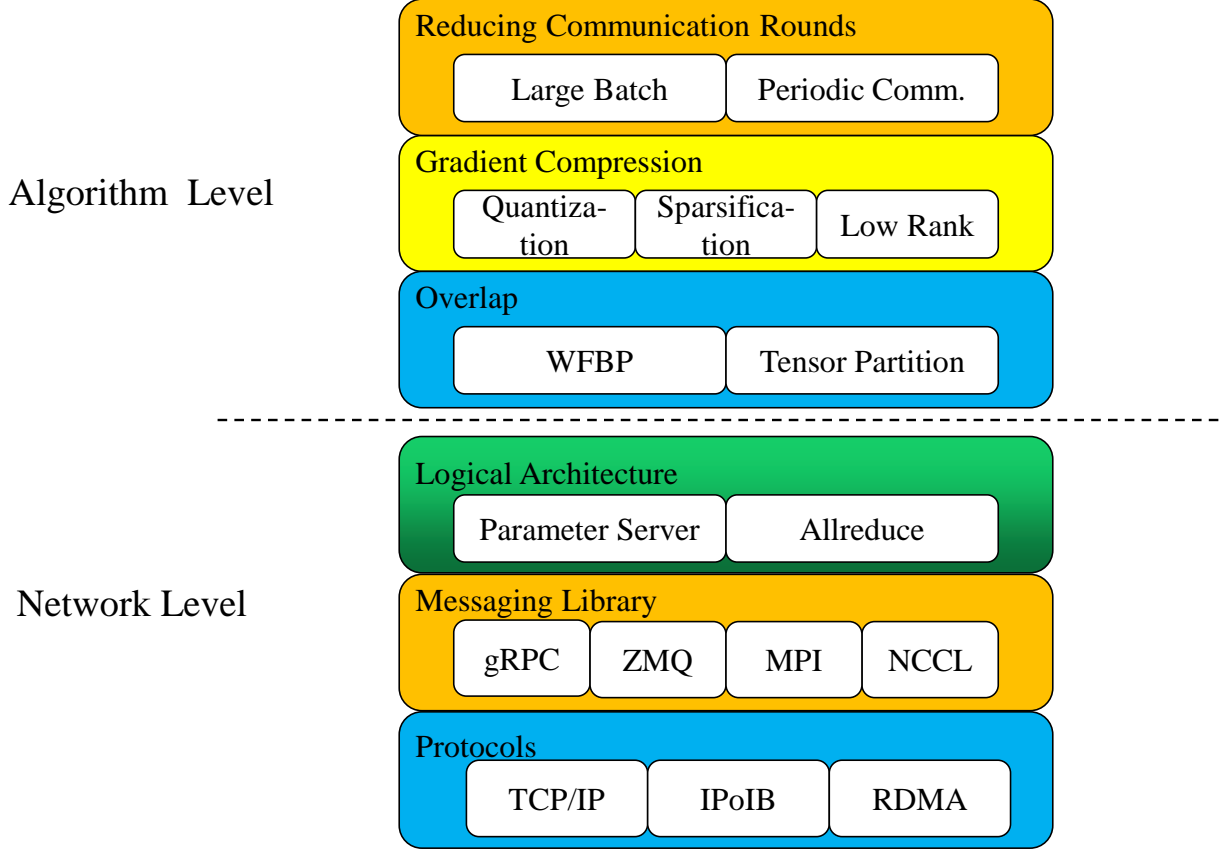 Reducing Communication Rounds
Large Batch
Periodic Comm.
Gradient Compression
Algorithm Level
Quantiza-
tion
Sparsifica-
tion
Low Rank
Overlap
WFBP
Tensor Partition
Logical Architecture
Parameter Server
Allreduce
Network Level
Messaging Library
gRPC
ZMQ
MPI
NCCL
Protocols
TCP/IP
IPoIB
RDMA